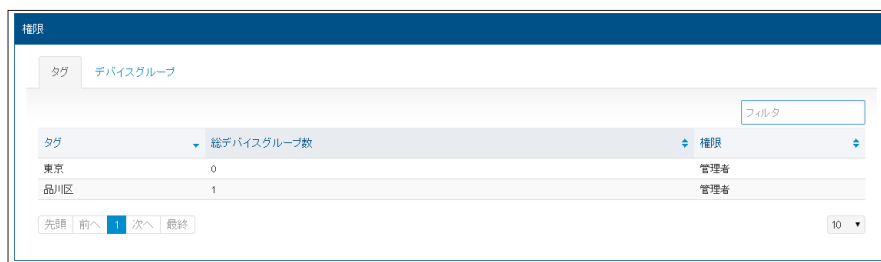 権限
タグ デバイスグループ
フィルタ
タグ 総デバイスグループ数 権限
東京 0 管理者
品川区 1 管理者
先頭 前へ 1 次へ 最終 10